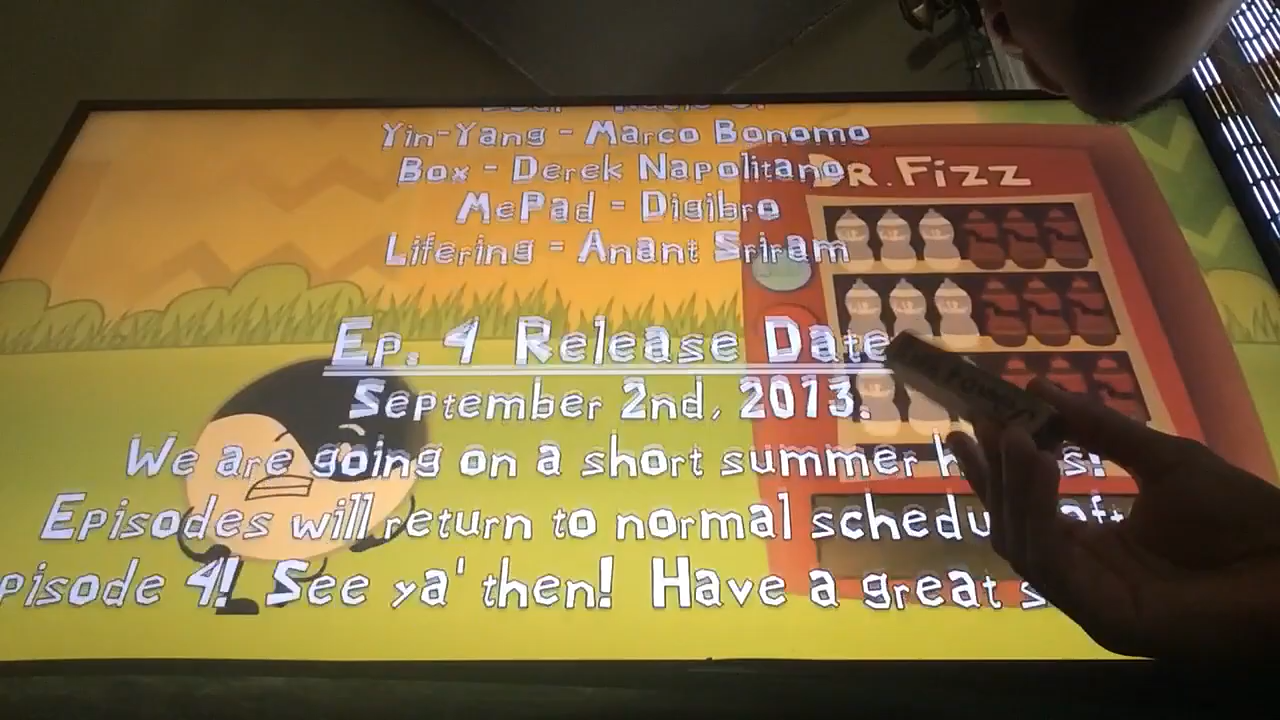 Yin-Yang - Marco Bonomo
Box - Derek Napolitano
MePad - Digibro
Lifering - Anant Sriram
Dr. Fizz
Ep. 4 Release Date
September 2nd, 2013.
We are going on a short summer
Episodes will return to normal
episode 4! See ya' then! Have a great